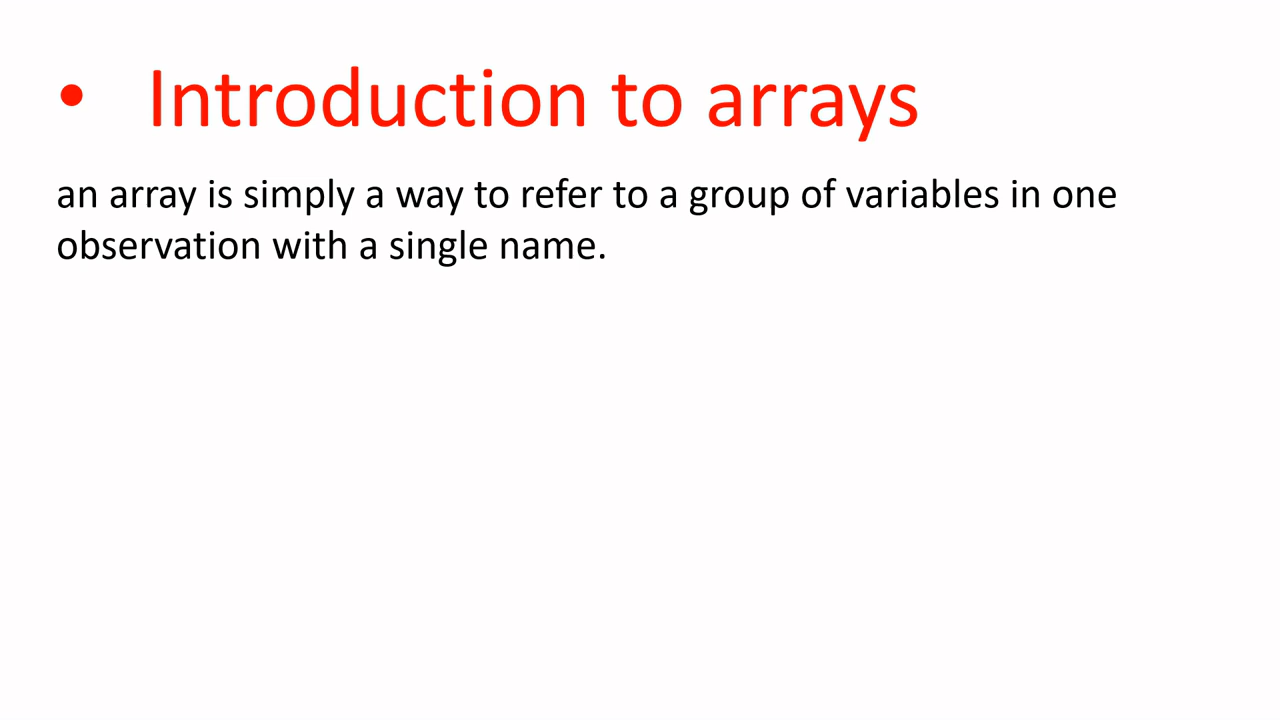 • Introduction to arrays
an array is simply a way to refer to a group of variables in one
observation with a single name.